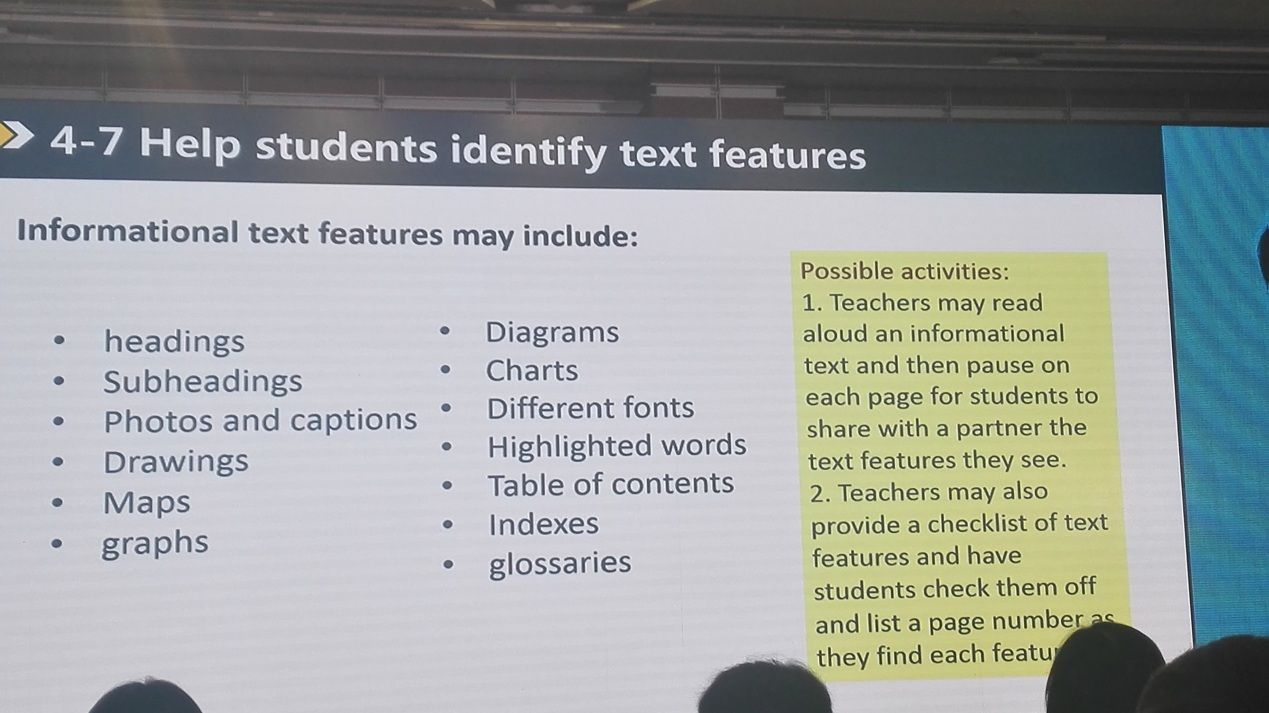 4-7 Help students identify text features
Informational text features may include:
• headings
• Subheadings
• Photos and captions
• Drawings
• Maps
• graphs
• Diagrams
• Charts
• Different fonts
• Highlighted words
• Table of contents
• Indexes
• glossaries
Possible activities:
1. Teachers may read
aloud an informational
text and then pause on
each page for students to
share with a partner the
text features they see.
2. Teachers may also
provide a checklist of text
features and have
students check them off
and list a page number as
they find each